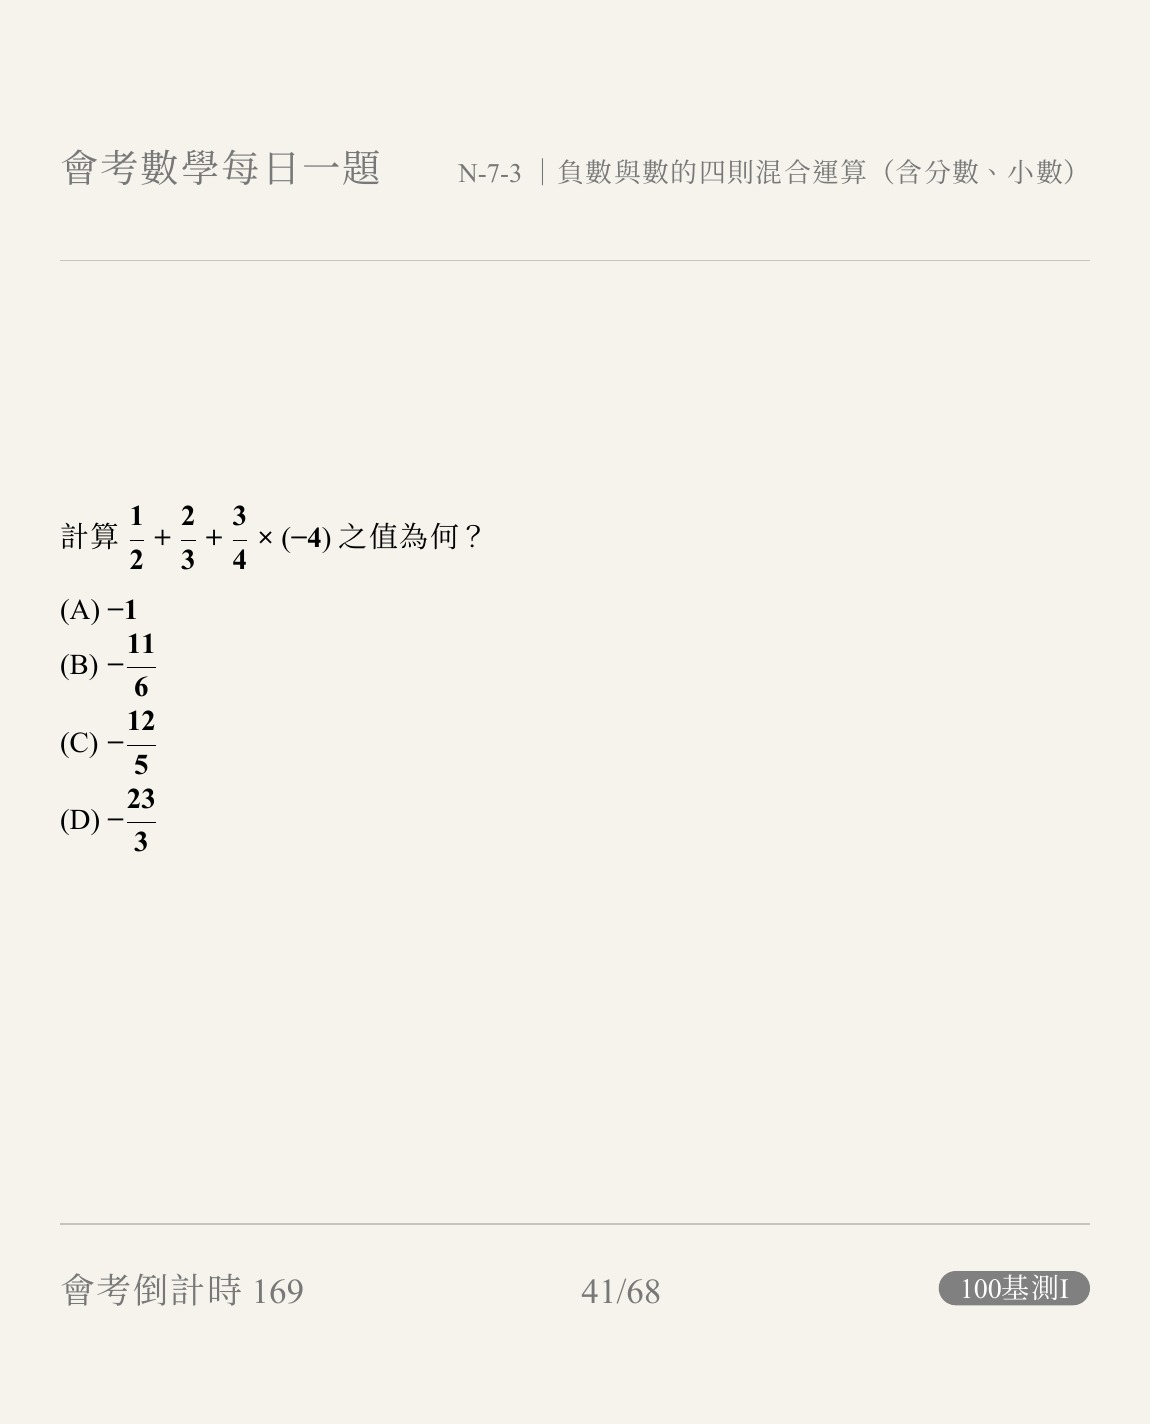 會考數學每日一題
N-7-3｜負數與數的四則混合運算（含分數、小數）
計算 1/2 + 2/3 + 3/4 × (−4) 之值為何？
(A) −1
(B) −11/6
(C) −12/5
(D) −23/3
會考倒計時 169
41/68
100基測I